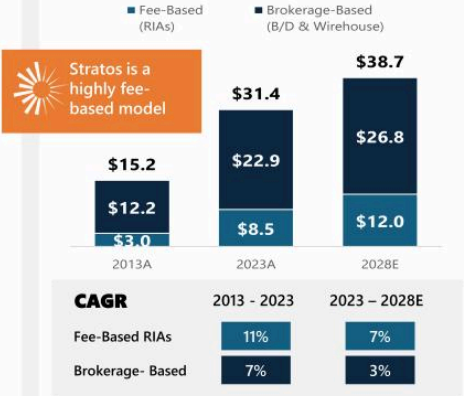 Fee-Based Brokerage-Based
(RIAs) (B/D & Wirehouse)
Stratos is a
highly fee-
based model
$38.7
$31.4
$26.8
$15.2
$22.9
$12.2
$12.0
$8.5
$3.0
2013A 2023A 2028E
CAGR 2013 - 2023 2023 – 2028E
Fee-Based RIAs 11% 7%
Brokerage- Based 7% 3%